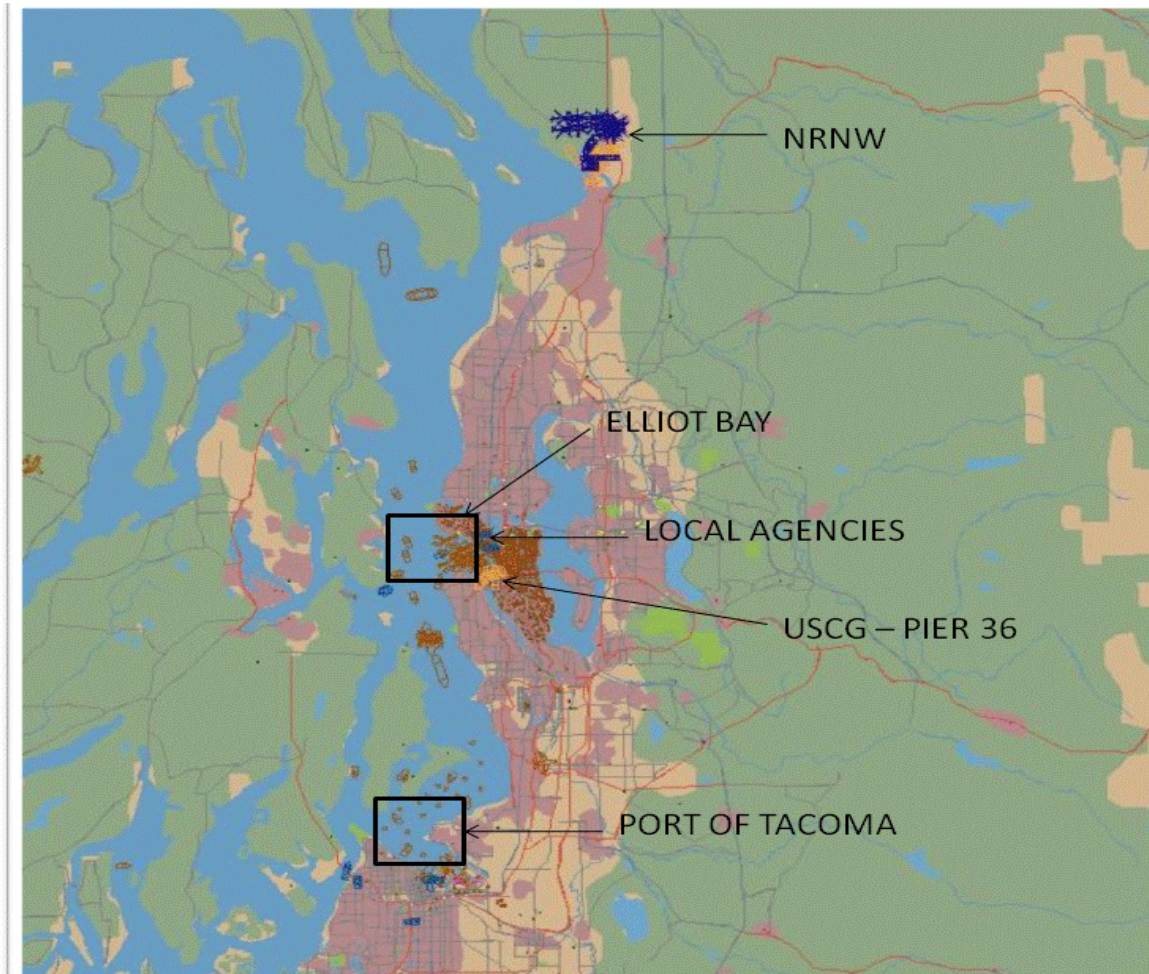 NRNW
ELLIOT BAY
LOCAL AGENCIES
USCG – PIER 36
PORT OF TACOMA